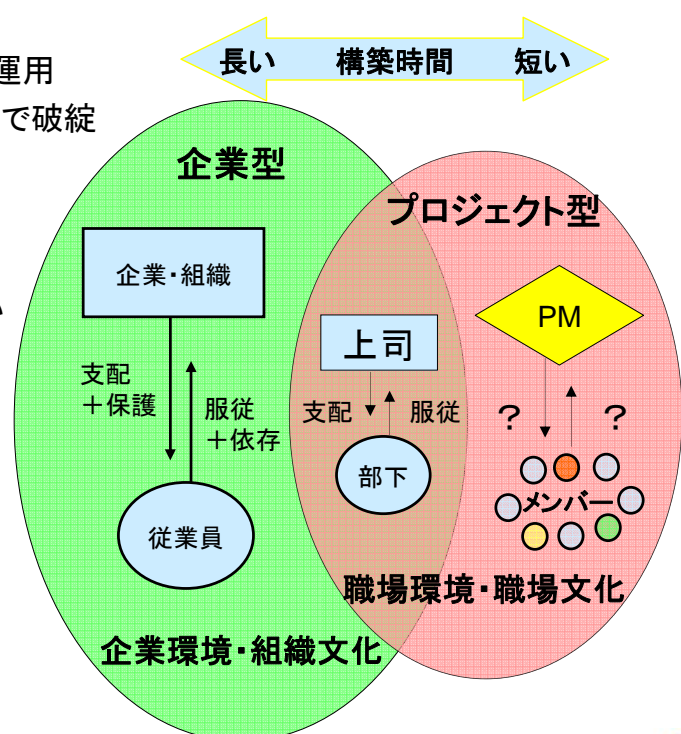 運用
で破綻
い
長い 構築時間 短い
企業型
プロジェクト型
企業・組織
PM
上司
支配
＋保護
服従
＋依存
支配
服従
？
？
部下
メンバー
従業員
職場環境・職場文化
企業環境・組織文化